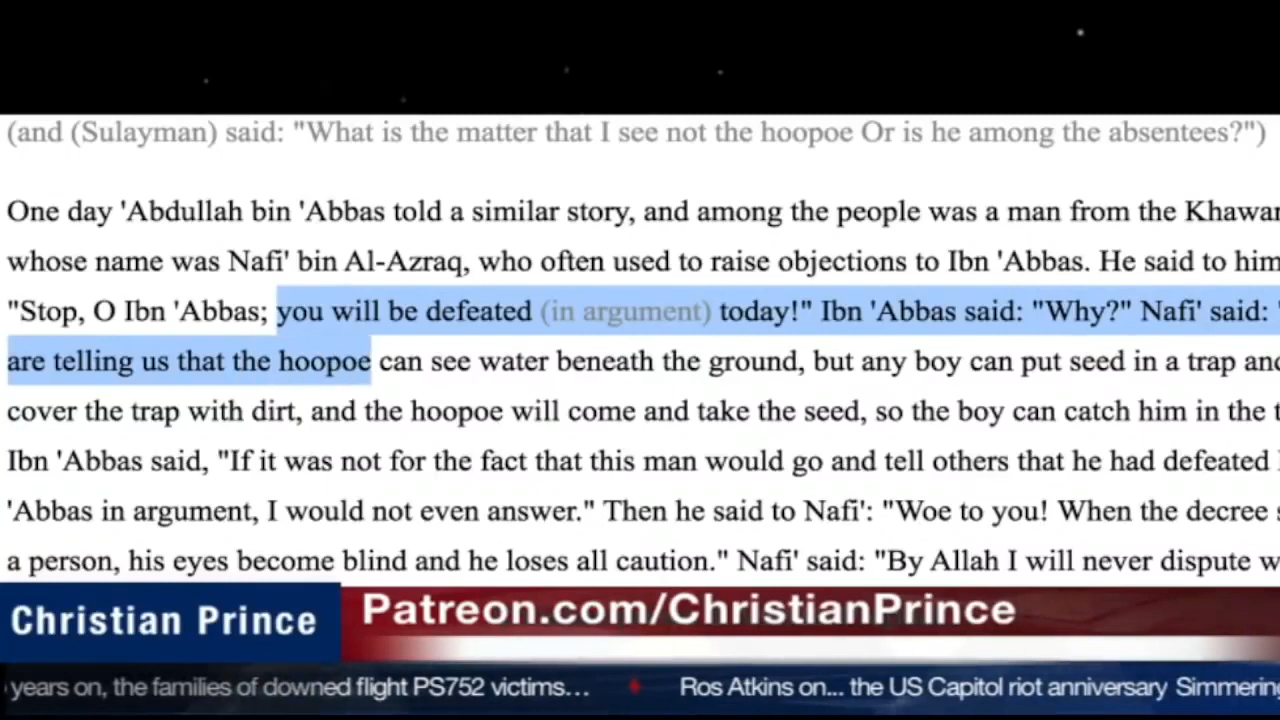 (and (Sulayman) said: "What is the matter that I see not the hoopoe Or is he among the absentees?")
One day 'Abdullah bin 'Abbas told a similar story, and among the people was a man from the
whose name was Nafi' bin Al-Azraq, who often used to raise objections to Ibn 'Abbas. He said to him
"Stop, O Ibn 'Abbas; you will be defeated (in argument) today!" Ibn 'Abbas said: "Why?" Nafi' said:
are telling us that the hoopoe can see water beneath the ground, but any boy can put seed in a trap and
cover the trap with dirt, and the hoopoe will come and take the seed, so the boy can catch him in the
Ibn 'Abbas said, "If it was not for the fact that this man would go and tell others that he had defeated
'Abbas in argument, I would not even answer." Then he said to Nafi': "Woe to you! When the decree
a person, his eyes become blind and he loses all caution." Nafi' said: "By Allah I will never dispute
Christian Prince
Patreon.com/ChristianPrince
years on, the families of downed flight PS752 victims... Ros Atkins on... the US Capitol riot anniversary Simmering